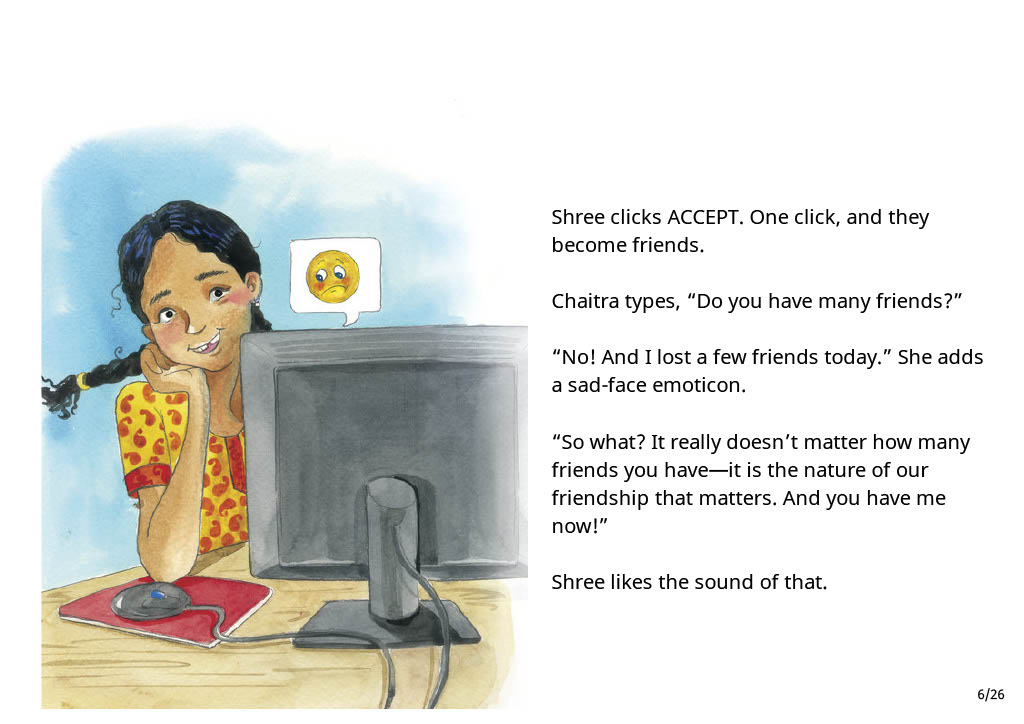 Shree clicks ACCEPT. One click, and they
become friends.
Chaitra types, “Do you have many friends?”
“No! And I lost a few friends today.” She adds
a sad-face emoticon.
“So what? It really doesn’t matter how many
friends you have—it is the nature of our
friendship that matters. And you have me
now!”
Shree likes the sound of that.
6/26